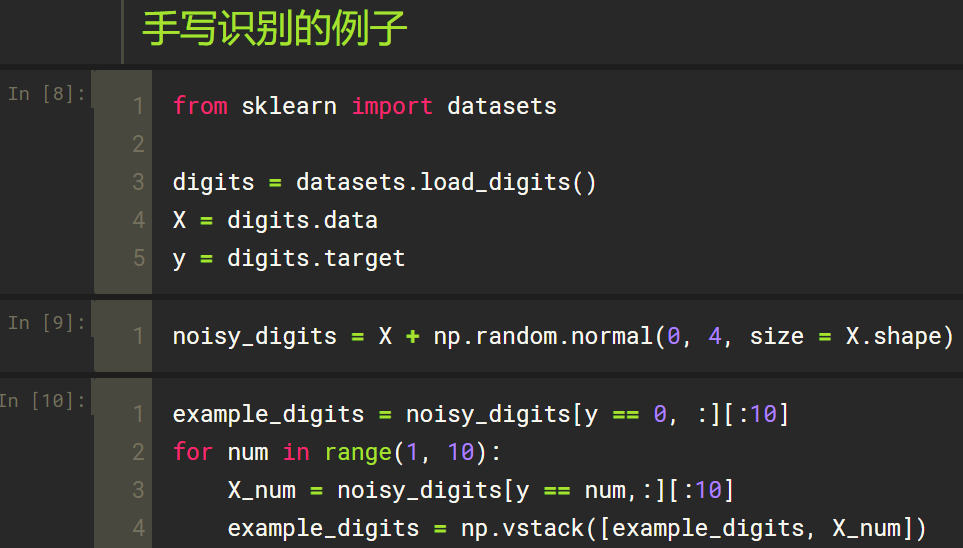 手写识别的例子
In [8]:
1 from sklearn import datasets
2
3 digits = datasets.load_digits()
4 X = digits.data
5 y = digits.target
In [9]:
1 noisy_digits = X + np.random.normal(0, 4, size = X.shape)
In [10]:
1 example_digits = noisy_digits[y == 0, :][:10]
2 for num in range(1, 10):
3     X_num = noisy_digits[y == num,:][:10]
4     example_digits = np.vstack([example_digits, X_num])